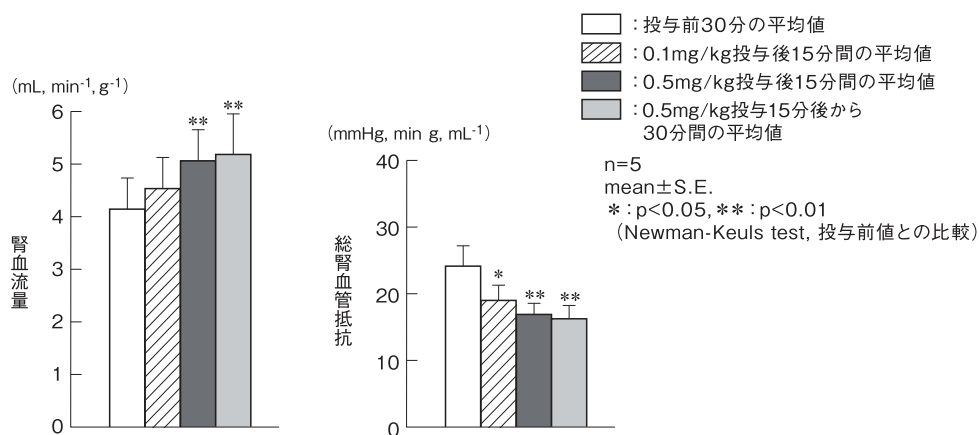 ：投与前30分の平均値
：0.1mg/kg投与後15分間の平均値
：0.5mg/kg投与後15分間の平均値
：0.5mg/kg投与15分後から
30分間の平均値
n=5
mean±S.E.
＊：p<0.05, ＊＊：p<0.01
（Newman-Keuls test, 投与前値との比較）
（mL, min⁻¹, g⁻¹）
6
5
4
3
2
1
0
腎血流量
**
**
（mmHg, min g, mL⁻¹）
40
30
20
10
0
総腎血管抵抗
*
**
**